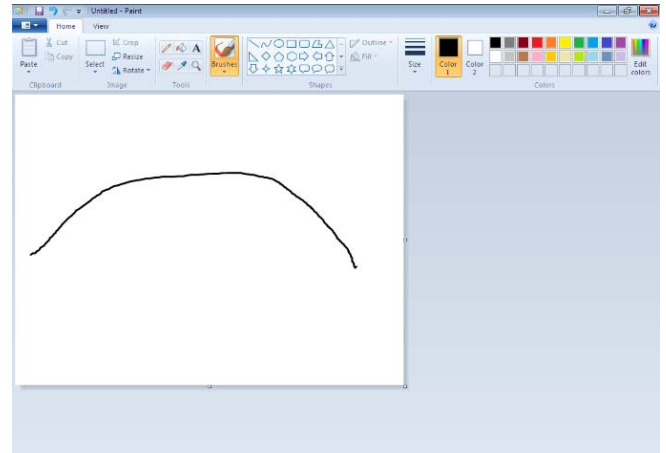 Untitled - Paint
Home View
Paste
Cut
Copy
Clipboard
Select
Crop
Resize
Rotate
Image
A
Tools
Brushes
Outline
Fill
Shapes
Size
Color 1
Color 2
Edit colors
Colors